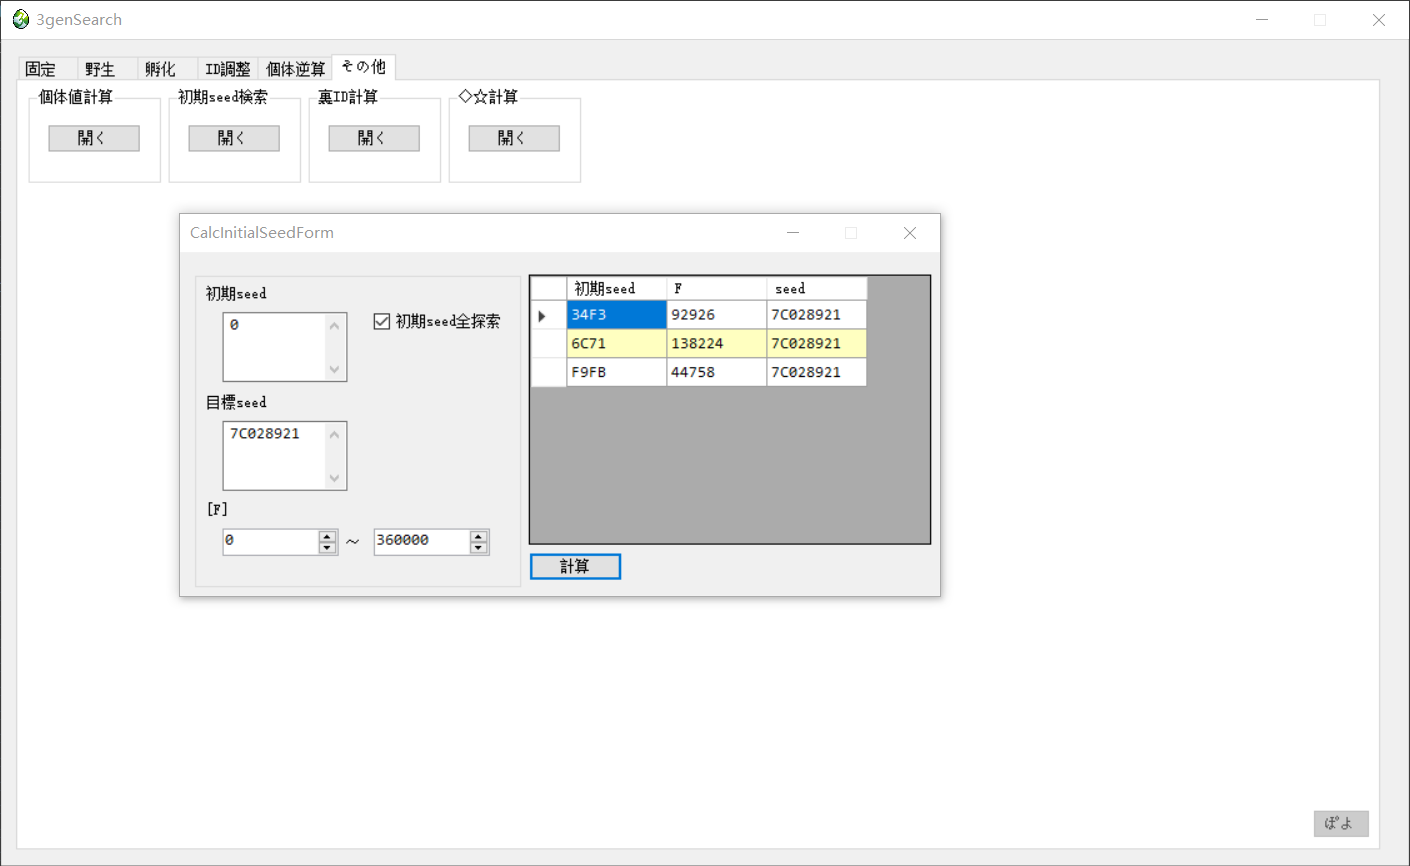 3genSearch
固定 野生 孵化 ID調整 個体逆算 その他
個体値計算 初期seed検索 裏ID計算 ◇☆計算
開く 開く 開く 開く
CalcInitialSeedForm
初期seed
0
初期seed全探索
目標seed
7C028921
[F]
0 ～ 360000
初期seed F seed
34F3 92926 7C028921
6C71 138224 7C028921
F9FB 44758 7C028921
計算
ぽよ